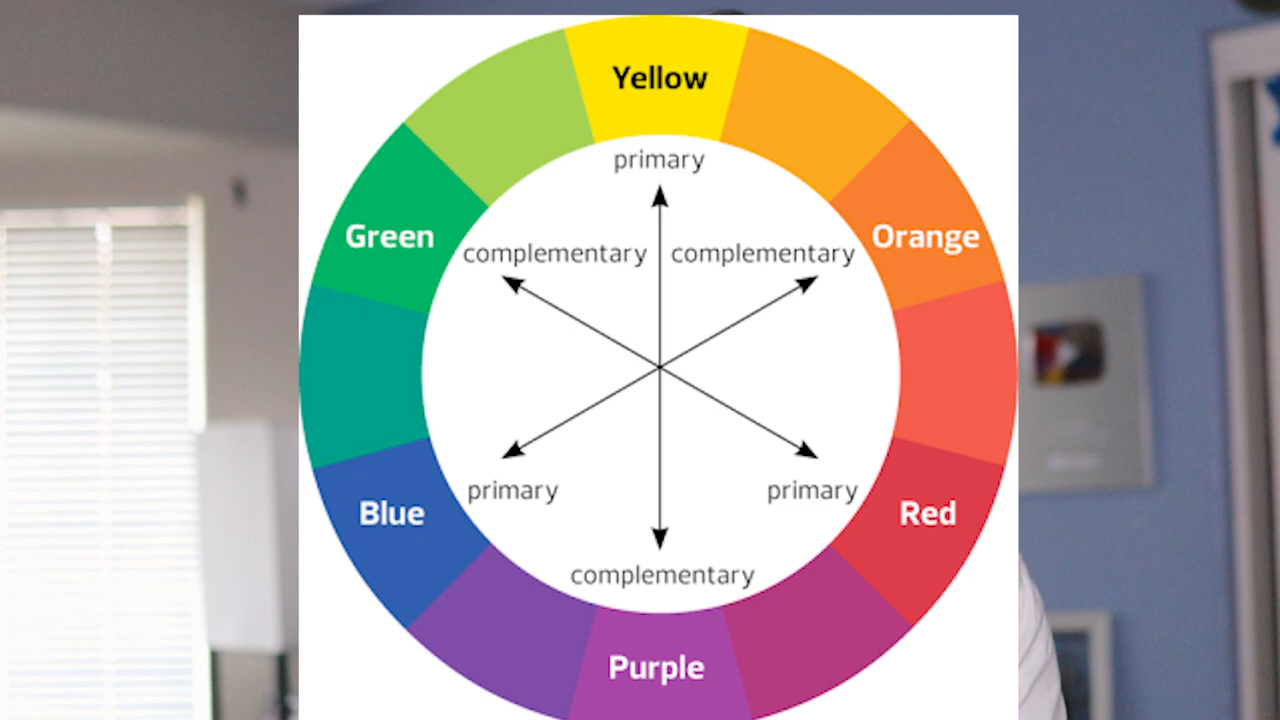 Yellow
primary
Green
Orange
complementary
complementary
primary
primary
Blue
Red
complementary
Purple